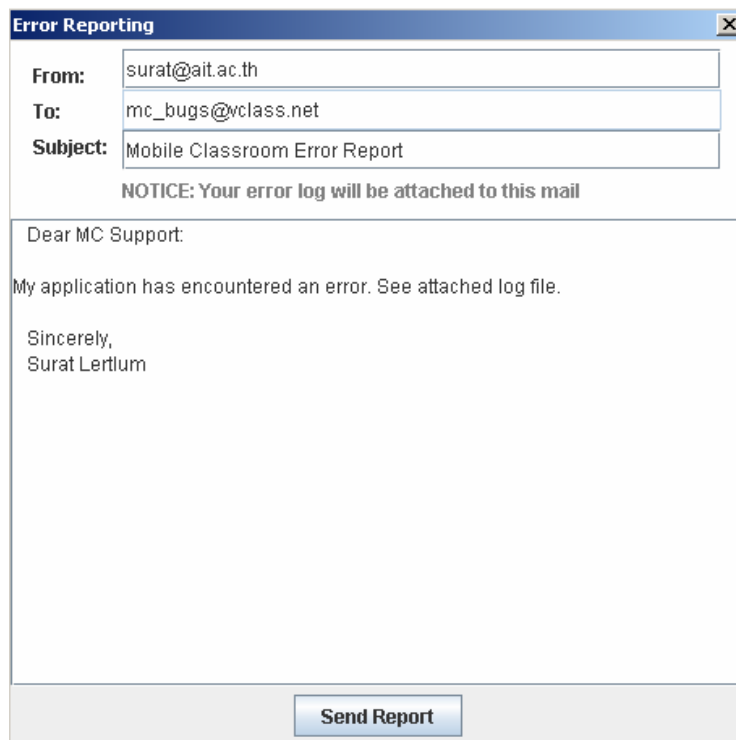 Error Reporting
From: surat@ait.ac.th
To: mc_bugs@vclass.net
Subject: Mobile Classroom Error Report
NOTICE: Your error log will be attached to this mail
Dear MC Support:
My application has encountered an error. See attached log file.
Sincerely,
Surat Lertlum
Send Report